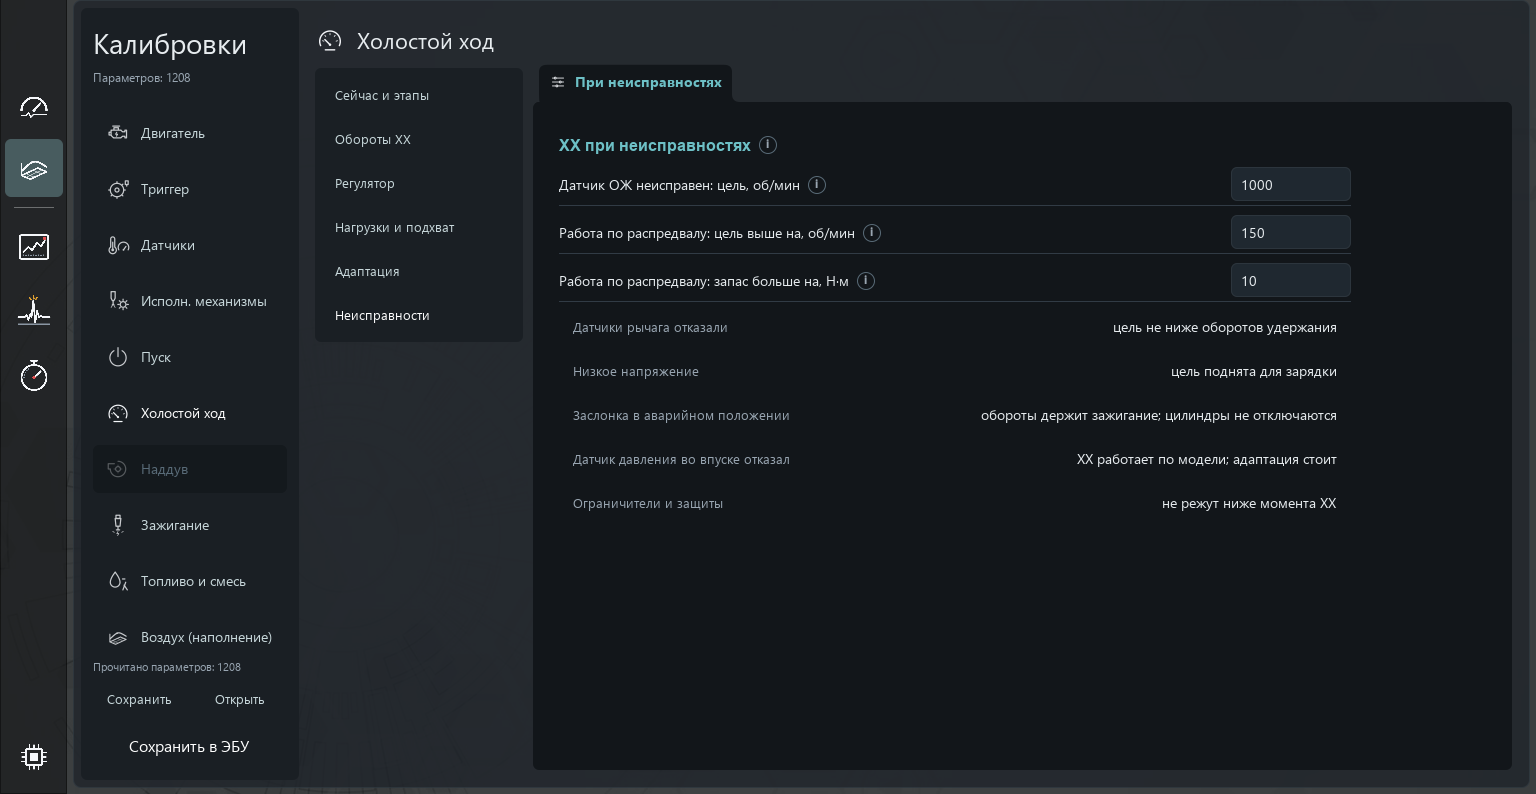 Калибровки
Параметров: 1208
Двигатель
Триггер
Датчики
Исполн. механизмы
Пуск
Холостой ход
Наддув
Зажигание
Топливо и смесь
Воздух (наполнение)
Прочитано параметров: 1208
Сохранить
Открыть
Сохранить в ЭБУ
Холостой ход
Сейчас и этапы
Обороты ХХ
Регулятор
Нагрузки и подхват
Адаптация
Неисправности
При неисправностях
ХХ при неисправностях i
Датчик ОЖ неисправен: цель, об/мин i 1000
Работа по распредвалу: цель выше на, об/мин i 150
Работа по распредвалу: запас больше на, Н·м i 10
Датчики рычага отказали цель не ниже оборотов удержания
Низкое напряжение цель поднята для зарядки
Заслонка в аварийном положении обороты держит зажигание; цилиндры не отключаются
Датчик давления во впуске отказал ХХ работает по модели; адаптация стоит
Ограничители и защиты не режут ниже момента ХХ